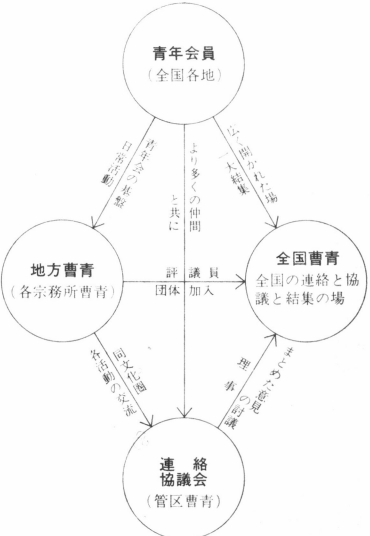 青年会員
(全国各地)
青年会の基盤
日常活動
より多くの仲間
と共に
広く開かれた場
一大結集
地方曹青
(各宗務所曹青)
評議員
団体加入
全国曹青
全国の連絡と協
議と結集の場
同文化圏
各活動の交流
まとめた意見
理事の討議
連絡
協議会
(管区曹青)